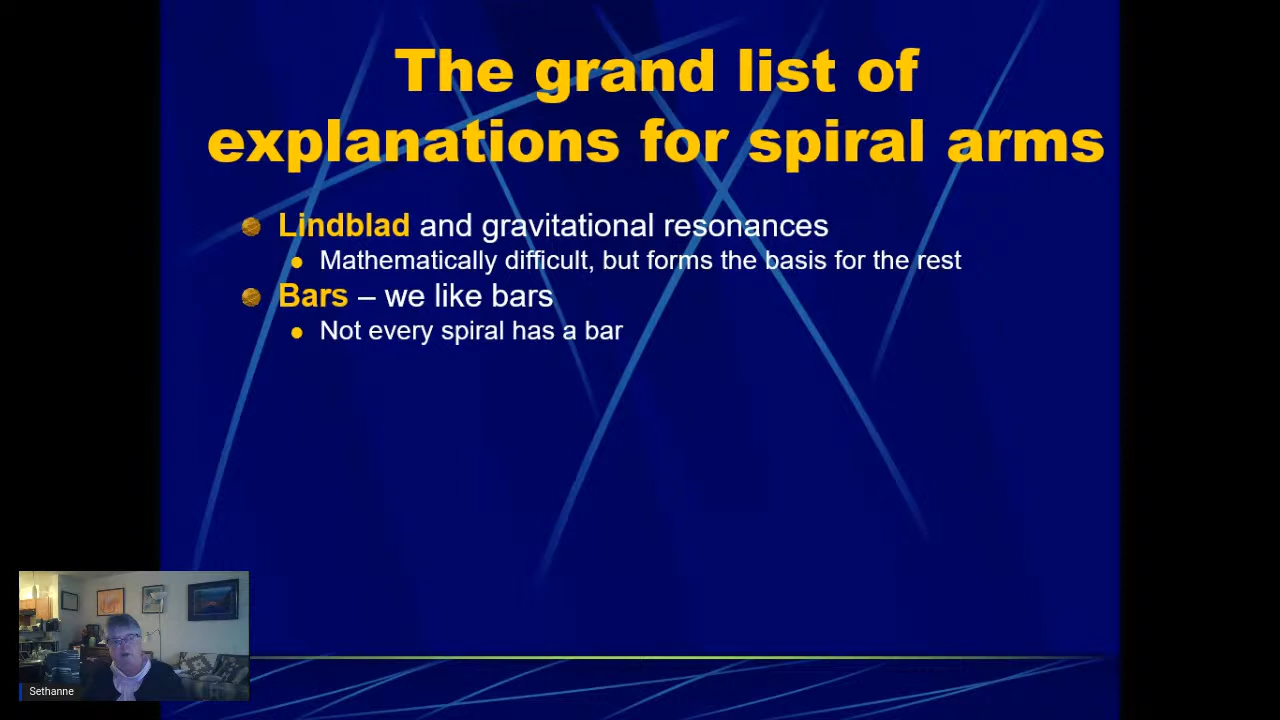 The grand list of
explanations for spiral arms
Lindblad and gravitational resonances
Mathematically difficult, but forms the basis for the rest
Bars – we like bars
Not every spiral has a bar
Sethanne